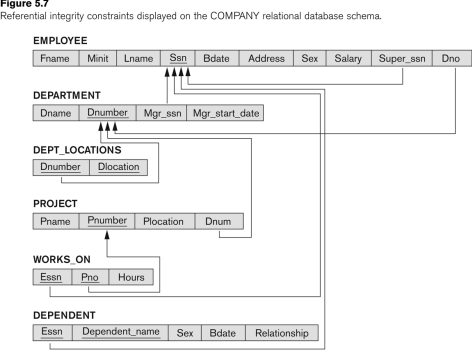 Figure 5.7
Referential integrity constraints displayed on the COMPANY relational database schema.
EMPLOYEE
Fname Minit Lname Ssn Bdate Address Sex Salary Super_ssn Dno
DEPARTMENT
Dname Dnumber Mgr_ssn Mgr_start_date
DEPT_LOCATIONS
Dnumber Dlocation
PROJECT
Pname Pnumber Plocation Dnum
WORKS_ON
Essn Pno Hours
DEPENDENT
Essn Dependent_name Sex Bdate Relationship